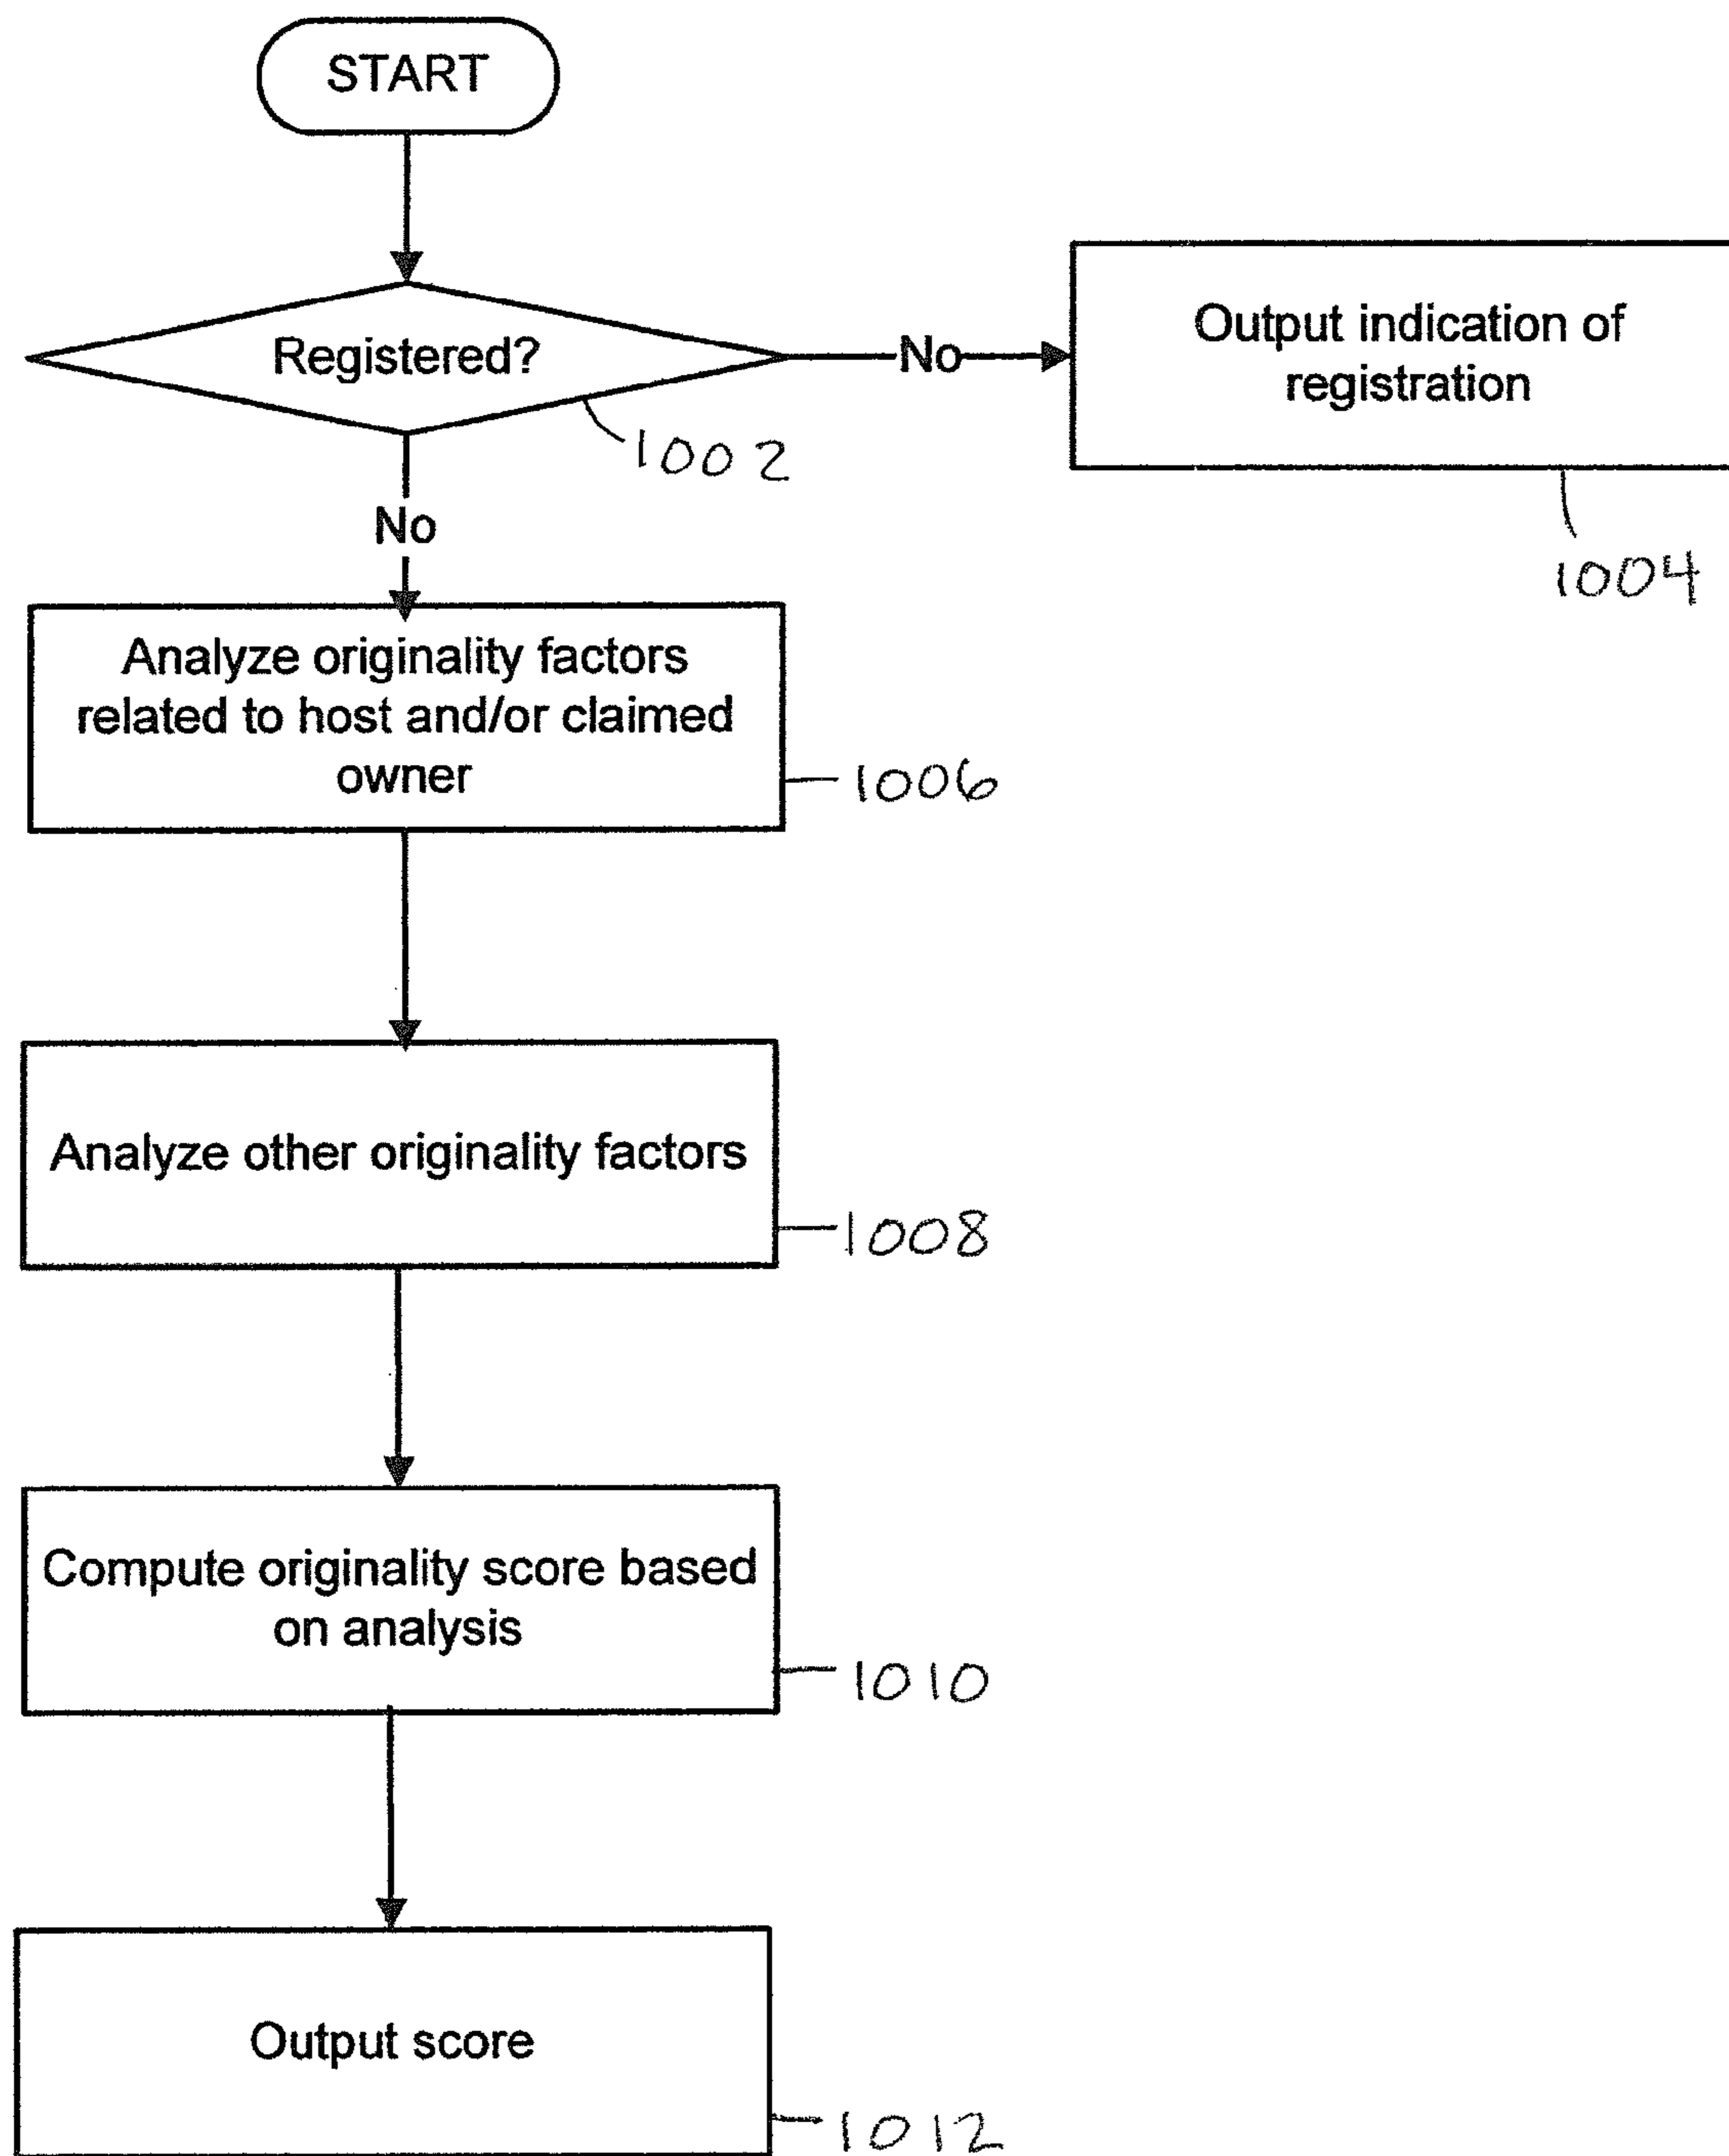 START
Registered?
No
Output indication of
registration
1002
1004
No
Analyze originality factors
related to host and/or claimed
owner
1006
Analyze other originality factors
1008
Compute originality score based
on analysis
1010
Output score
1012